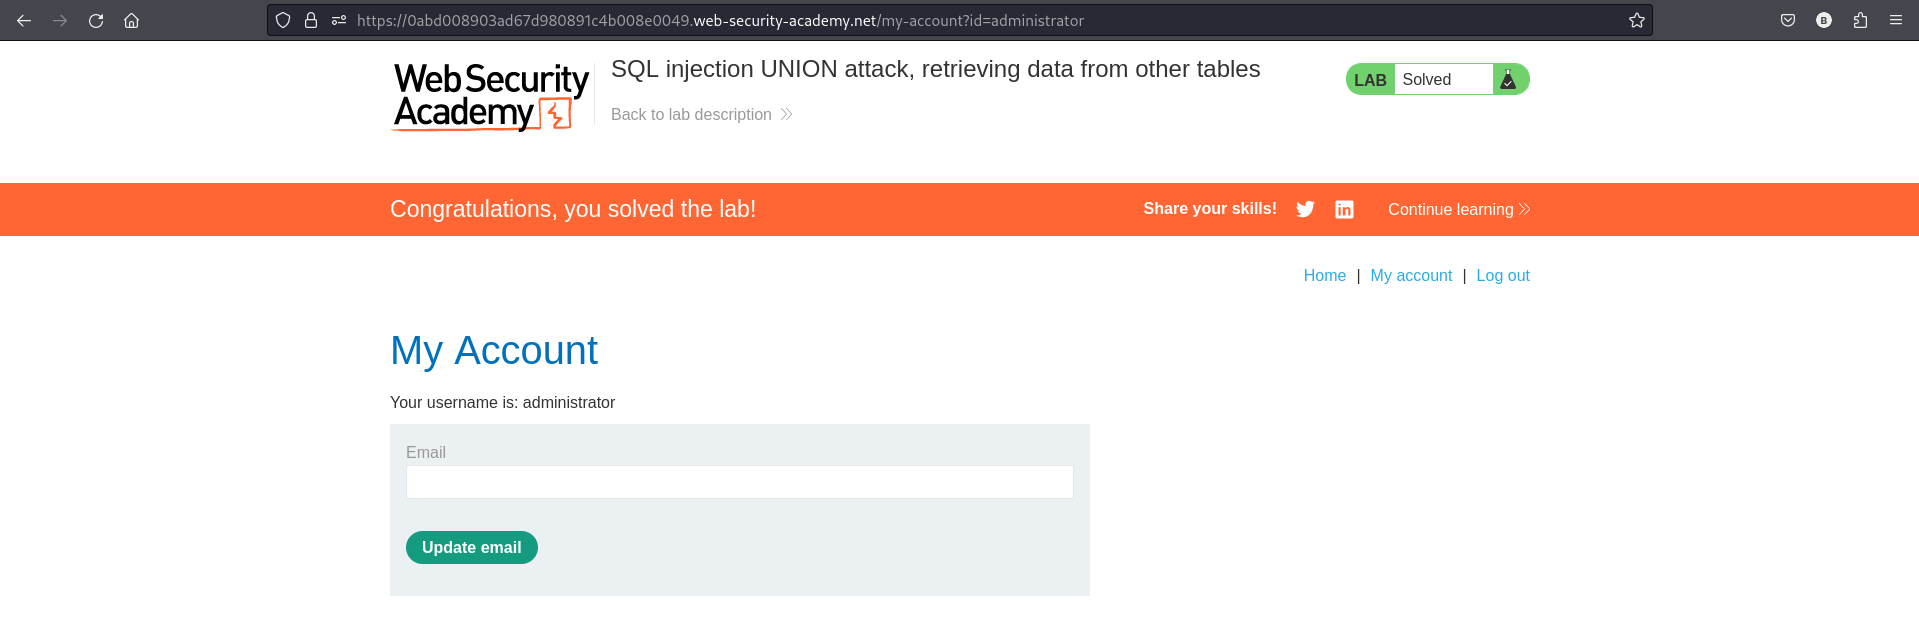 https://0abd008903ad67d980891c4b008e0049.web-security-academy.net/my-account?id=administrator
B
Web Security
Academy
SQL injection UNION attack, retrieving data from other tables
Back to lab description
LAB Solved
Congratulations, you solved the lab!
Share your skills!
in
Continue learning
Home | My account | Log out
My Account
Your username is: administrator
Email
Update email